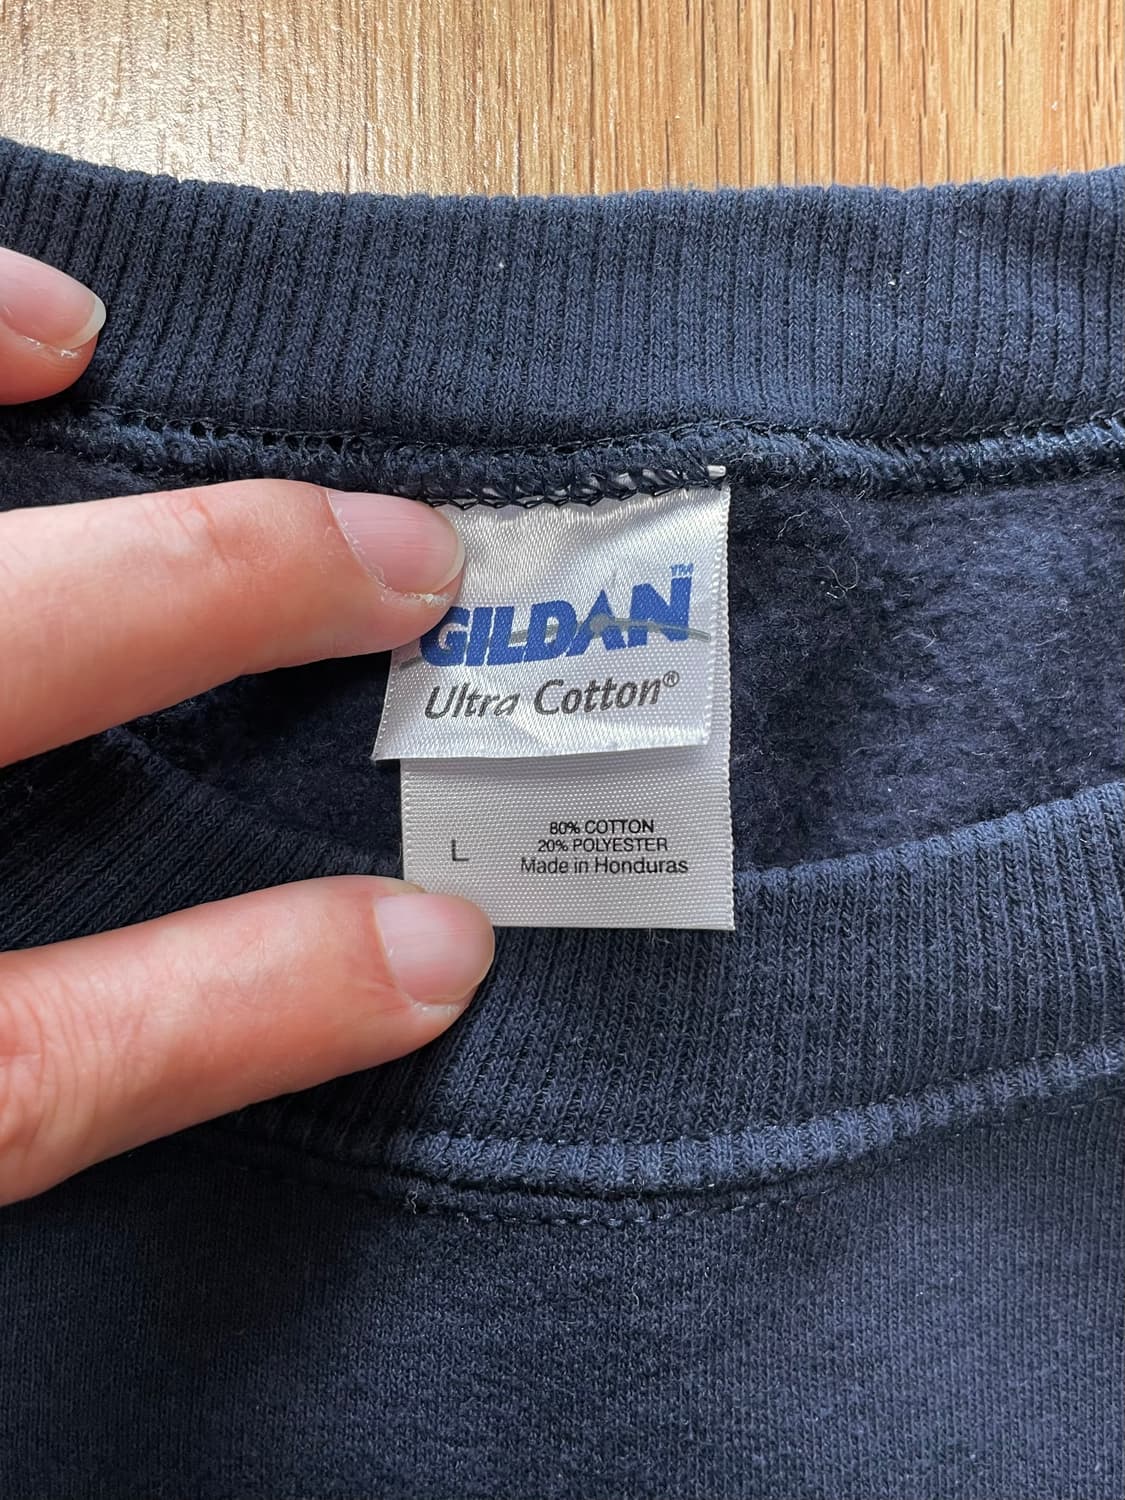 GILDAN™
Ultra Cotton®
L
80% COTTON
20% POLYESTER
Made in Honduras